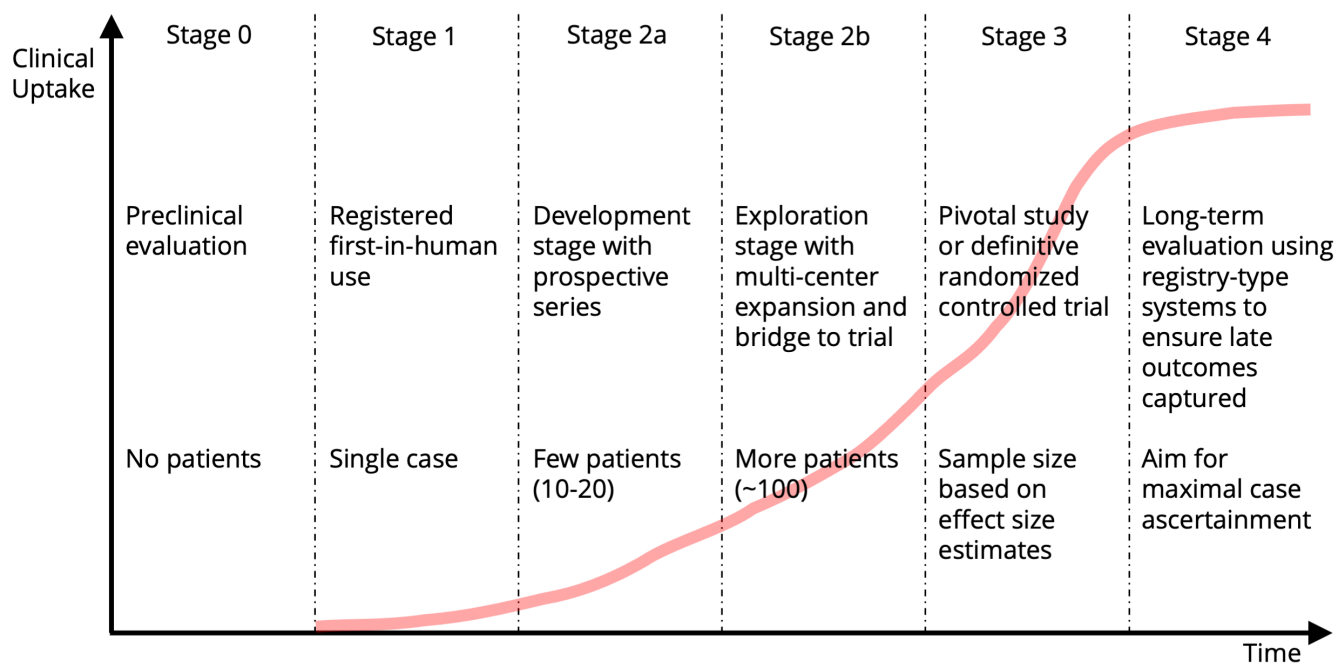 Clinical
Uptake
Stage 0
Stage 1
Stage 2a
Stage 2b
Stage 3
Stage 4
Preclinical
evaluation
Registered
first-in-human
use
Development
stage with
prospective
series
Exploration
stage with
multi-center
expansion and
bridge to trial
Pivotal study
or definitive
randomized
controlled trial
Long-term
evaluation using
registry-type
systems to
ensure late
outcomes
captured
No patients
Single case
Few patients
(10-20)
More patients
(~100)
Sample size
based on
effect size
estimates
Aim for
maximal case
ascertainment
Time